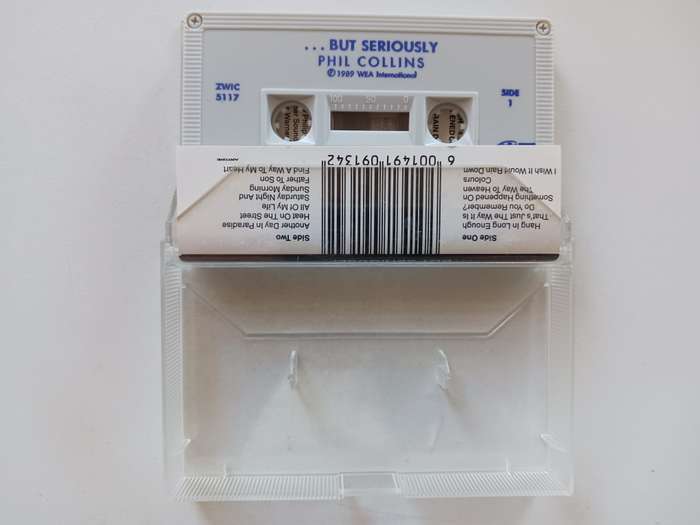 ...BUT SERIOUSLY
PHIL COLLINS
©1989 WEA International
ZWIC
5117
SIDE
1
100 50 0
Side One
Hang In Long Enough
That's Just The Way It Is
Do You Remember?
Something Happened On
The Way To Heaven
Colours
I Wish It Would Rain Down
6 001491 091342
Side Two
Another Day In Paradise
Heat On The Street
All Of My Life
Saturday Night And
Sunday Morning
Father To Son
Find A Way To My Heart